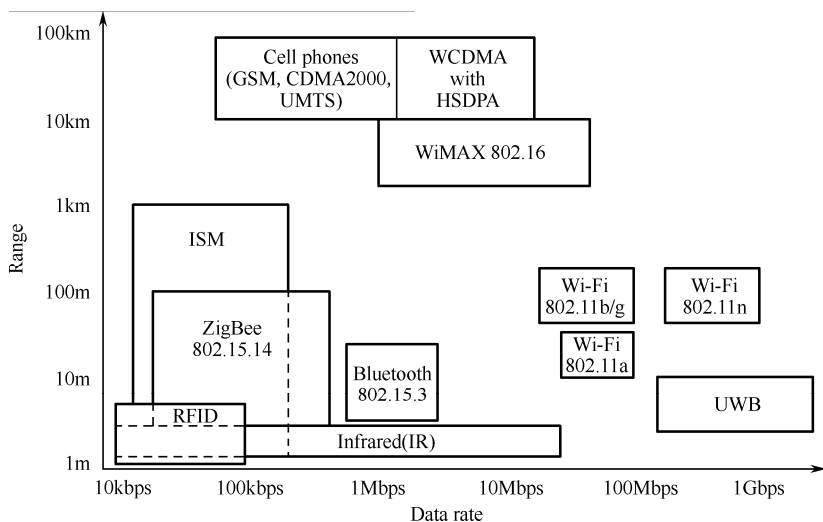 100km
Cell phones
(GSM, CDMA2000,
UMTS)
WCDMA
with
HSDPA
10km
WiMAX 802.16
1km
ISM
Range
100m
Wi-Fi
802.11b/g
Wi-Fi
802.11n
ZigBee
802.15.14
Wi-Fi
802.11a
Bluetooth
802.15.3
10m
UWB
RFID
Infrared(IR)
1m
10kbps
100kbps
1Mbps
10Mbps
100Mbps
1Gbps
Data rate